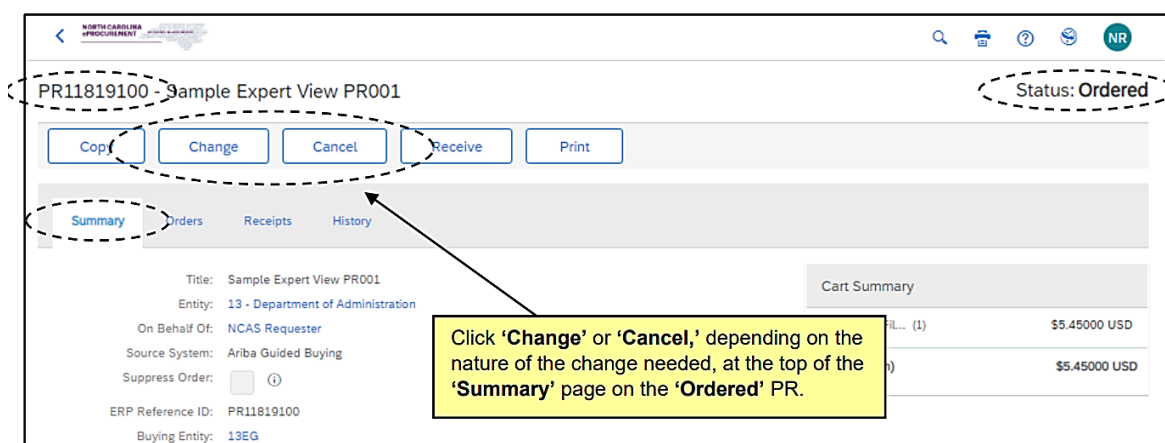 NORTH CAROLINA
ePROCUREMENT
NR
PR11819100 - Sample Expert View PR001
Status: Ordered
Copy
Change
Cancel
Receive
Print
Summary
Orders
Receipts
History
Title: Sample Expert View PR001
Entity: 13 - Department of Administration
On Behalf Of: NCAS Requester
Source System: Ariba Guided Buying
Suppress Order:
ERP Reference ID: PR11819100
Buying Entity: 13EG
Cart Summary
(1) $5.45000 USD
$5.45000 USD
Click ‘Change’ or ‘Cancel,’ depending on the
nature of the change needed, at the top of the
‘Summary’ page on the ‘Ordered’ PR.